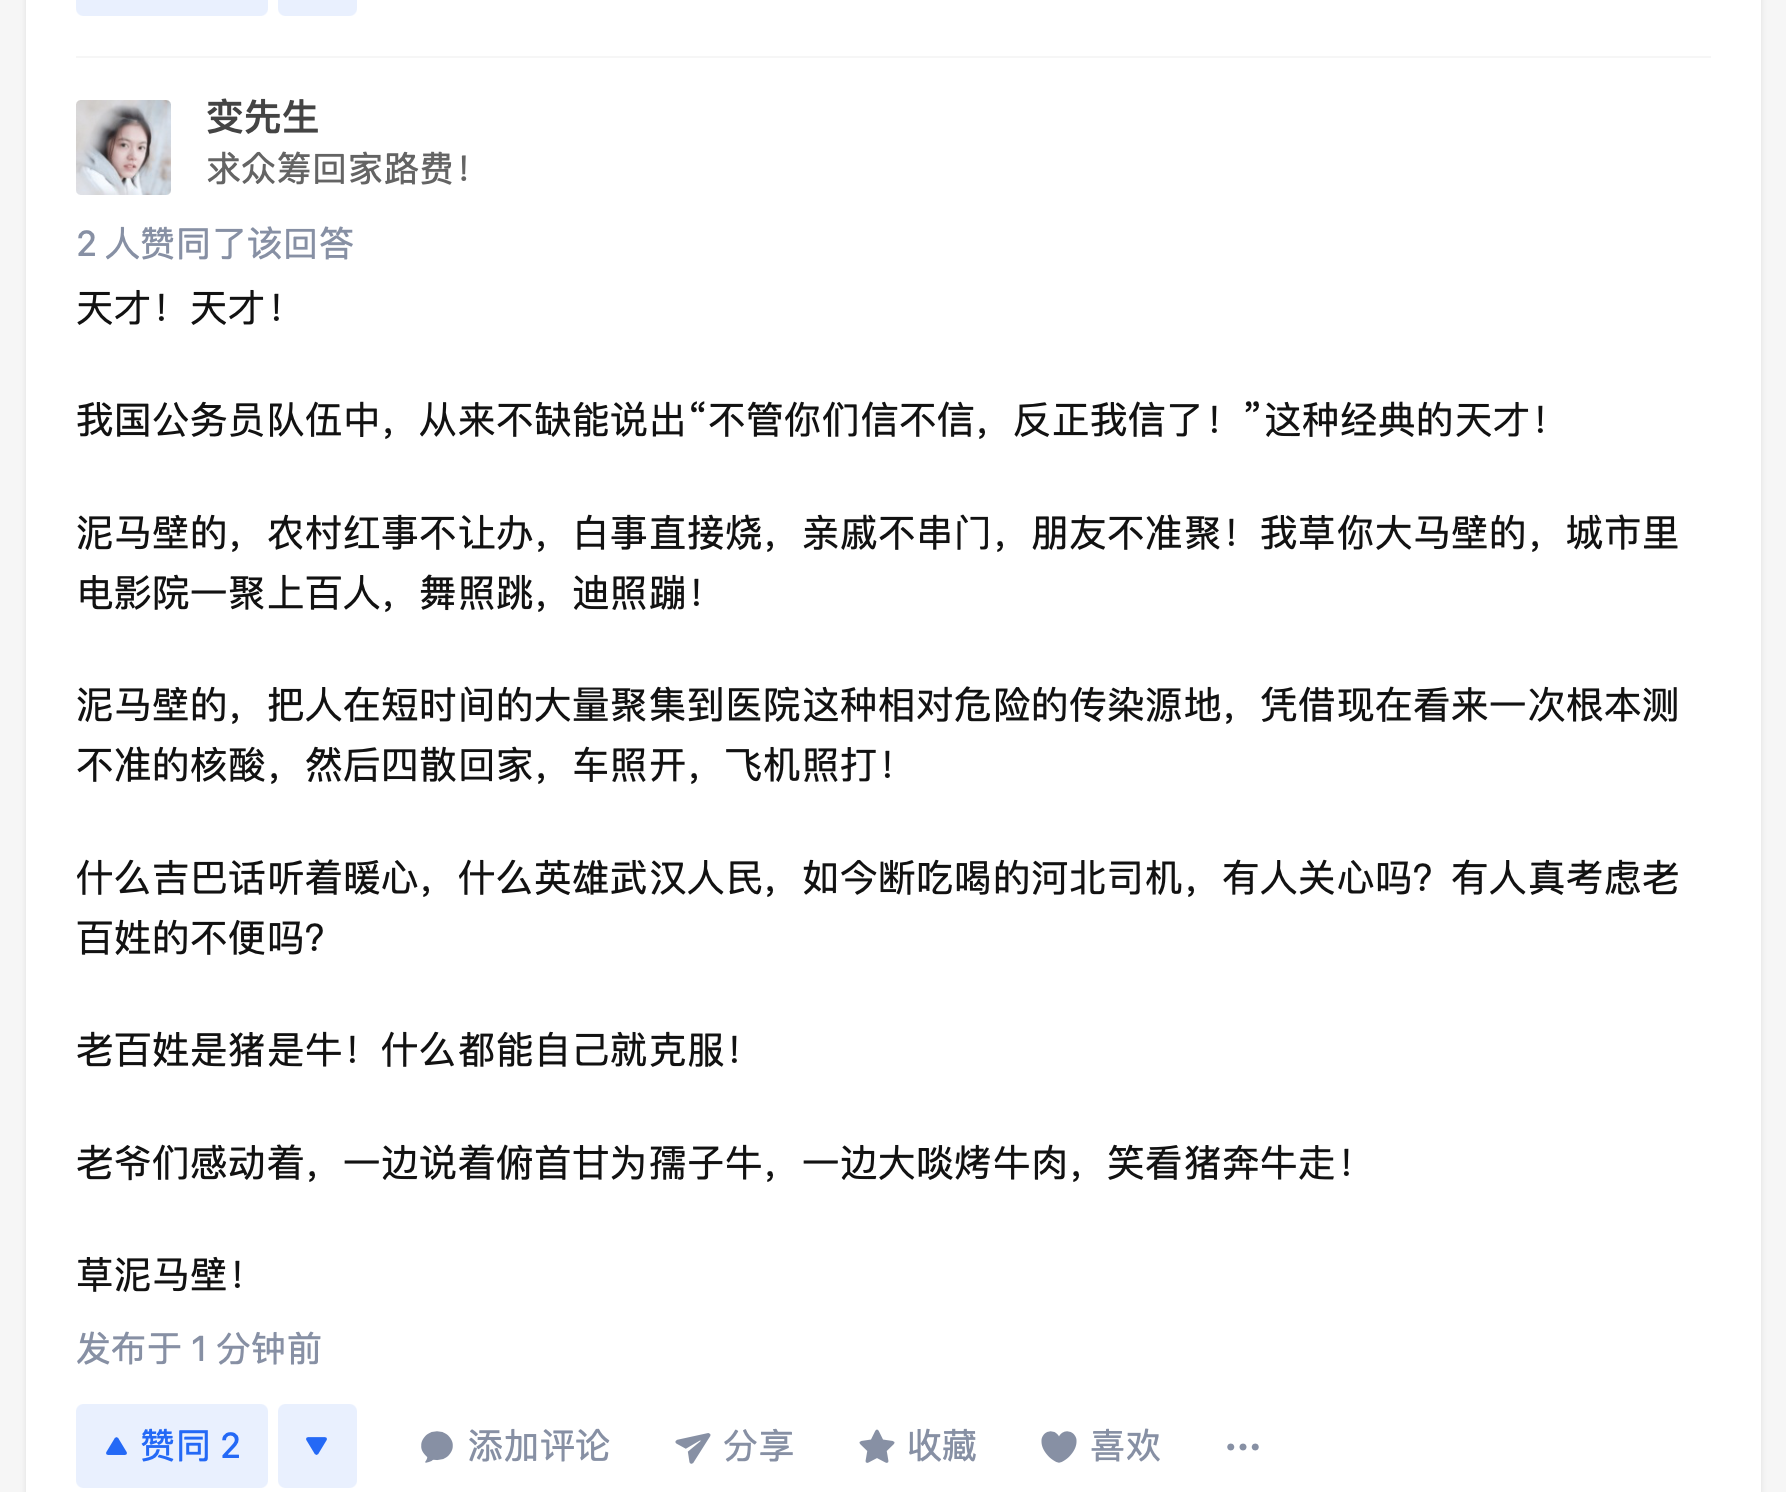 变先生
求众筹回家路费！
2 人赞同了该回答
天才！天才！
我国公务员队伍中，从来不缺能说出“不管你们信不信，反正我信了！”这种经典的天才！
泥马壁的，农村红事不让办，白事直接烧，亲戚不串门，朋友不准聚！我草你大马壁的，城市里
电影院一聚上百人，舞照跳，迪照蹦！
泥马壁的，把人在短时间的大量聚集到医院这种相对危险的传染源地，凭借现在看来一次根本测
不准的核酸，然后四散回家，车照开，飞机照打！
什么吉巴话听着暖心，什么英雄武汉人民，如今断吃喝的河北司机，有人关心吗？有人真考虑老
百姓的不便吗？
老百姓是猪是牛！什么都能自己就克服！
老爷们感动着，一边说着俯首甘为孺子牛，一边大啖烤牛肉，笑看猪奔牛走！
草泥马壁！
发布于 1 分钟前
赞同 2 添加评论 分享 收藏 喜欢